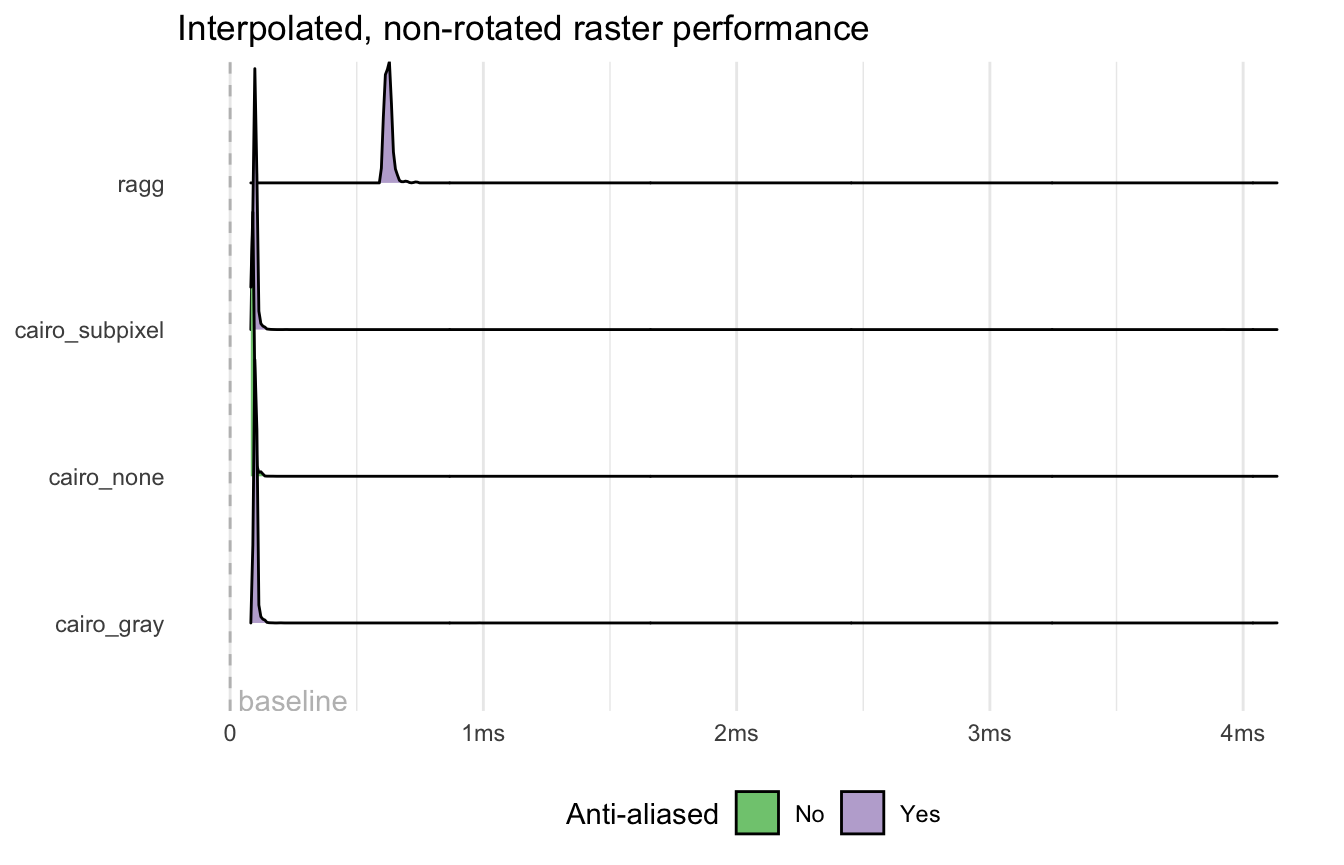 Interpolated, non-rotated raster performance
ragg
cairo_subpixel
cairo_none
cairo_gray
baseline
0 1ms 2ms 3ms 4ms
Anti-aliased No Yes